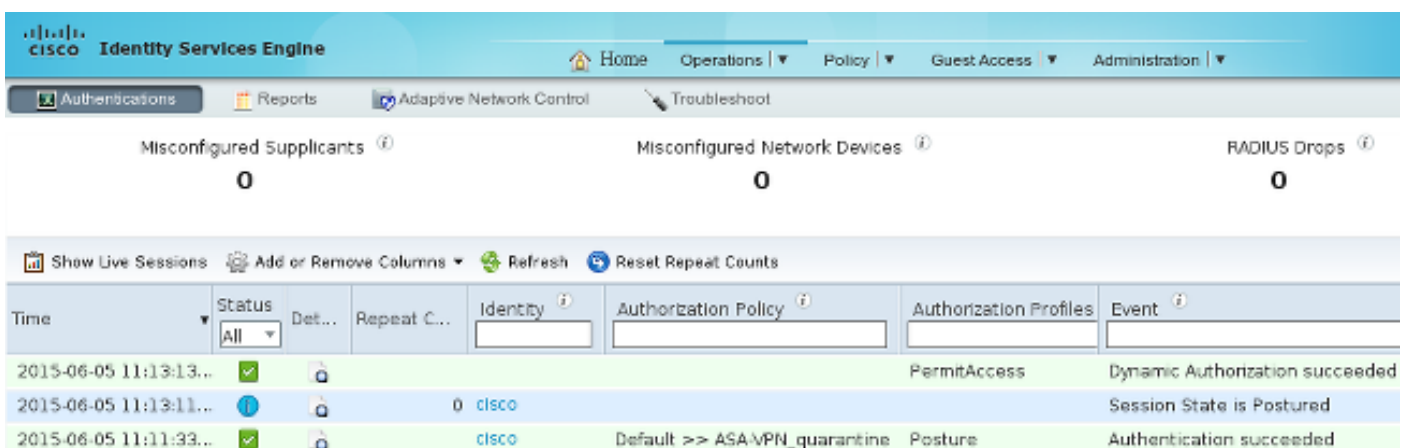 cisco Identity Services Engine
Home Operations | ▼ Policy | ▼ Guest Access | ▼ Administration | ▼
Authentications Reports Adaptive Network Control Troubleshoot
Misconfigured Supplicants Misconfigured Network Devices RADIUS Drops
0 0 0
Show Live Sessions Add or Remove Columns ▼ Refresh Reset Repeat Counts
Time Status Det... Repeat C... Identity Authorization Policy Authorization Profiles Event
All
2015-06-05 11:13:13... PermitAccess Dynamic Authorization succeeded
2015-06-05 11:13:11... 0 cisco Session State is Postured
2015-06-05 11:11:33... cisco Default >> ASA-VPN_quarantine Posture Authentication succeeded